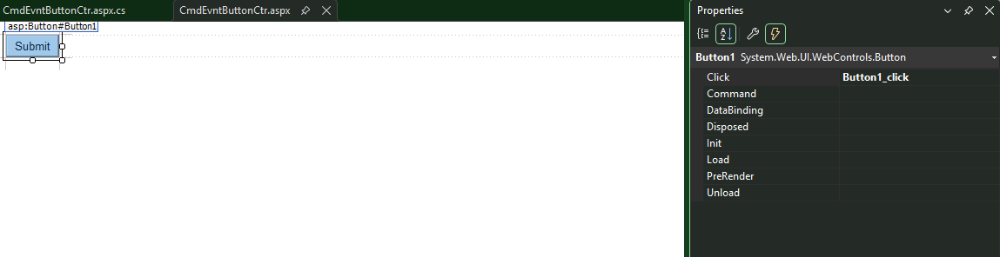 CmdEvntButtonCtr.aspx.cs
CmdEvntButtonCtr.aspx
asp:Button#Button1
Submit
Properties
A Z
Button1 System.Web.UI.WebControls.Button
Click Button1_click
Command
DataBinding
Disposed
Init
Load
PreRender
Unload